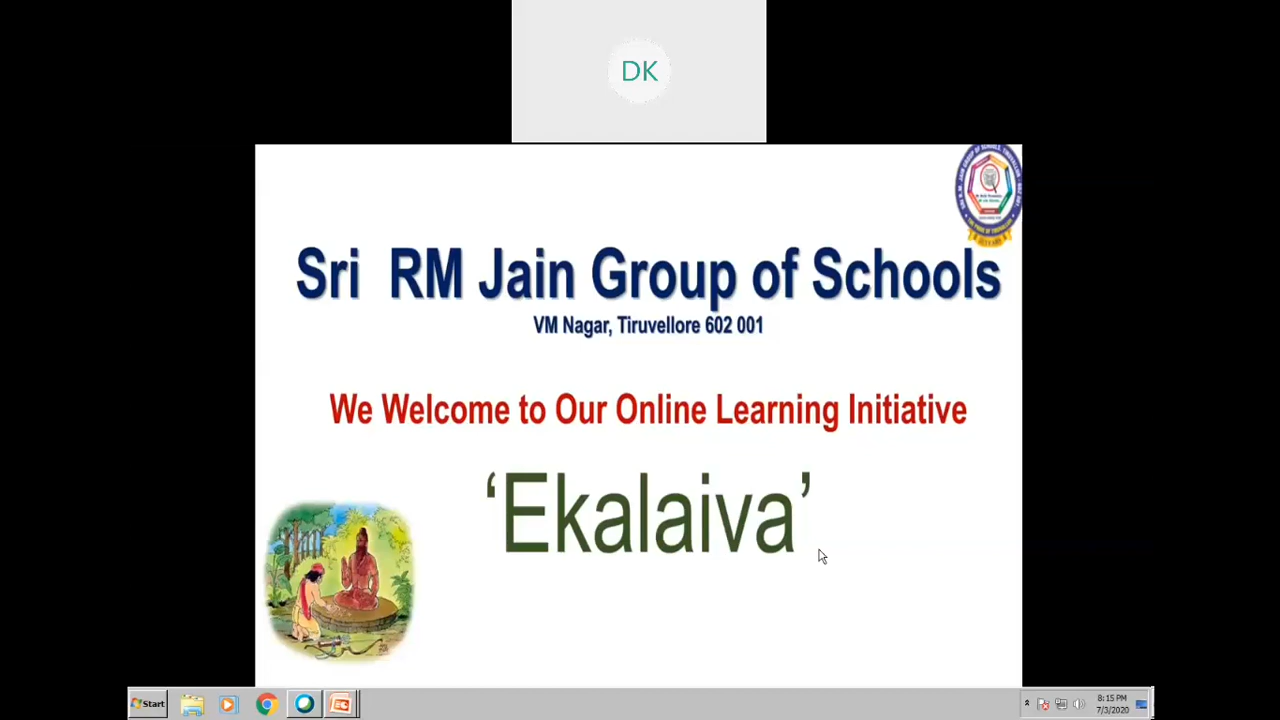 DK
Sri RM Jain Group of Schools
VM Nagar, Tiruvellore 602 001
We Welcome to Our Online Learning Initiative
‘Ekalaiva’
Start
8:15 PM
7/3/2020